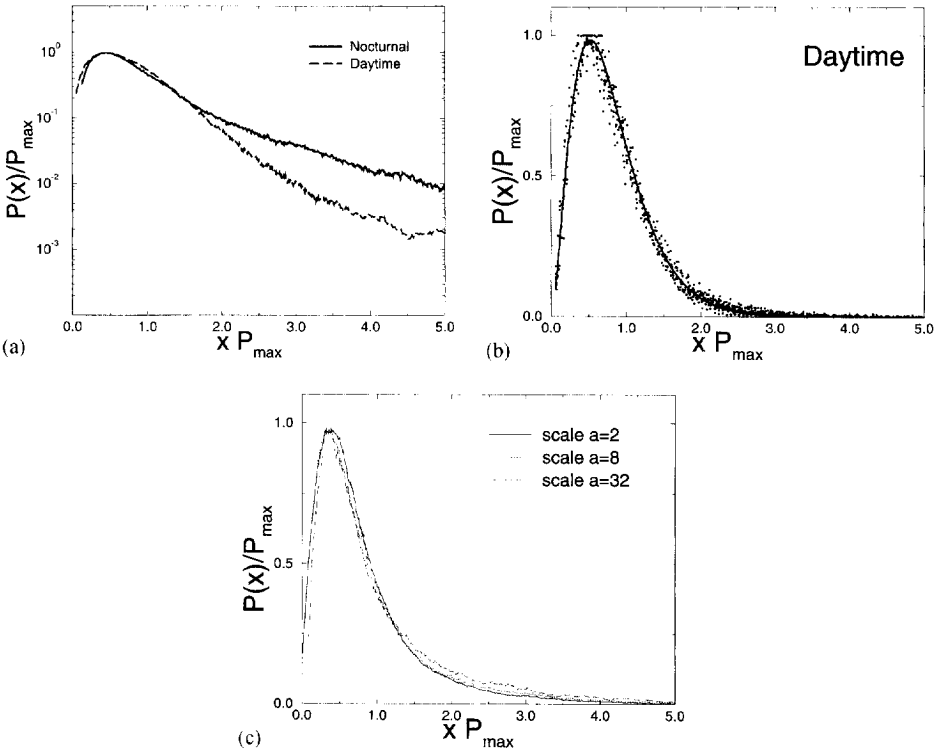 10^0
10^-1
10^-2
10^-3
P(x)/P_max
Nocturnal
Daytime
0.0 1.0 2.0 3.0 4.0 5.0
x P_max
(a)
1.0
0.5
0.0
P(x)/P_max
Daytime
0.0 1.0 2.0 3.0 4.0 5.0
x P_max
(b)
1.0
0.5
0.0
P(x)/P_max
scale a=2
scale a=8
scale a=32
0.0 1.0 2.0 3.0 4.0 5.0
x P_max
(c)